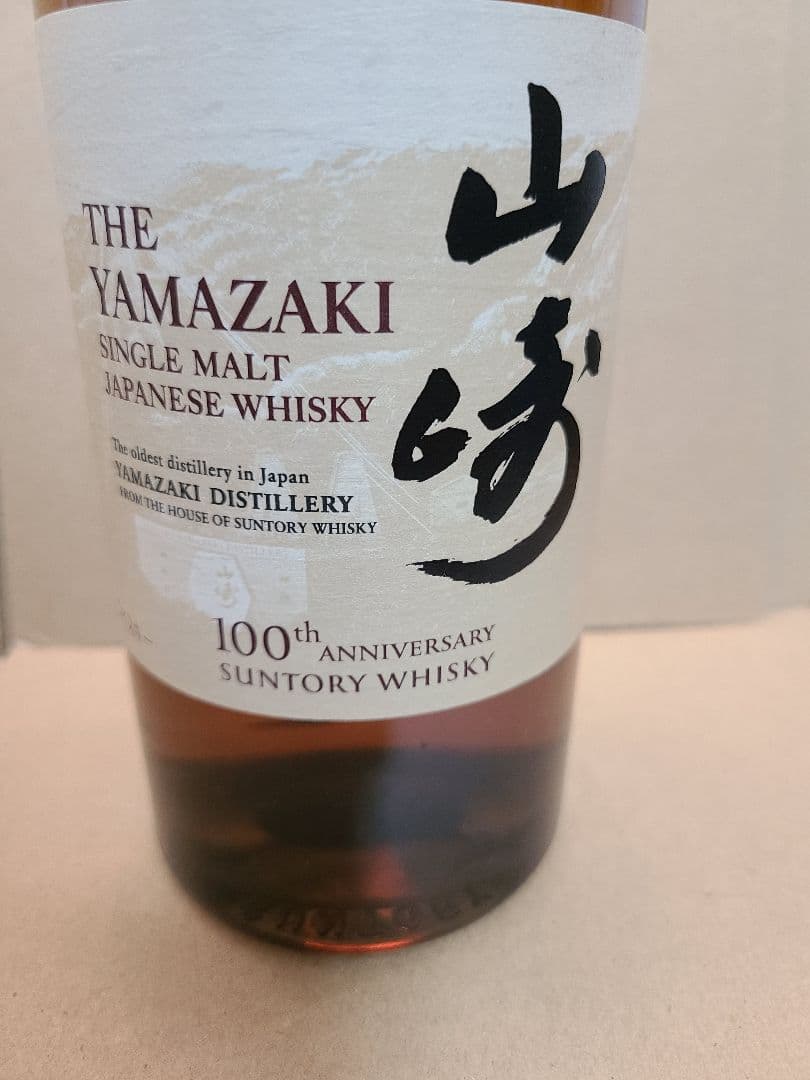 THE
YAMAZAKI
SINGLE MALT
JAPANESE WHISKY
The oldest distillery in Japan
YAMAZAKI DISTILLERY
FROM THE HOUSE OF SUNTORY WHISKY
山崎
100th ANNIVERSARY
SUNTORY WHISKY